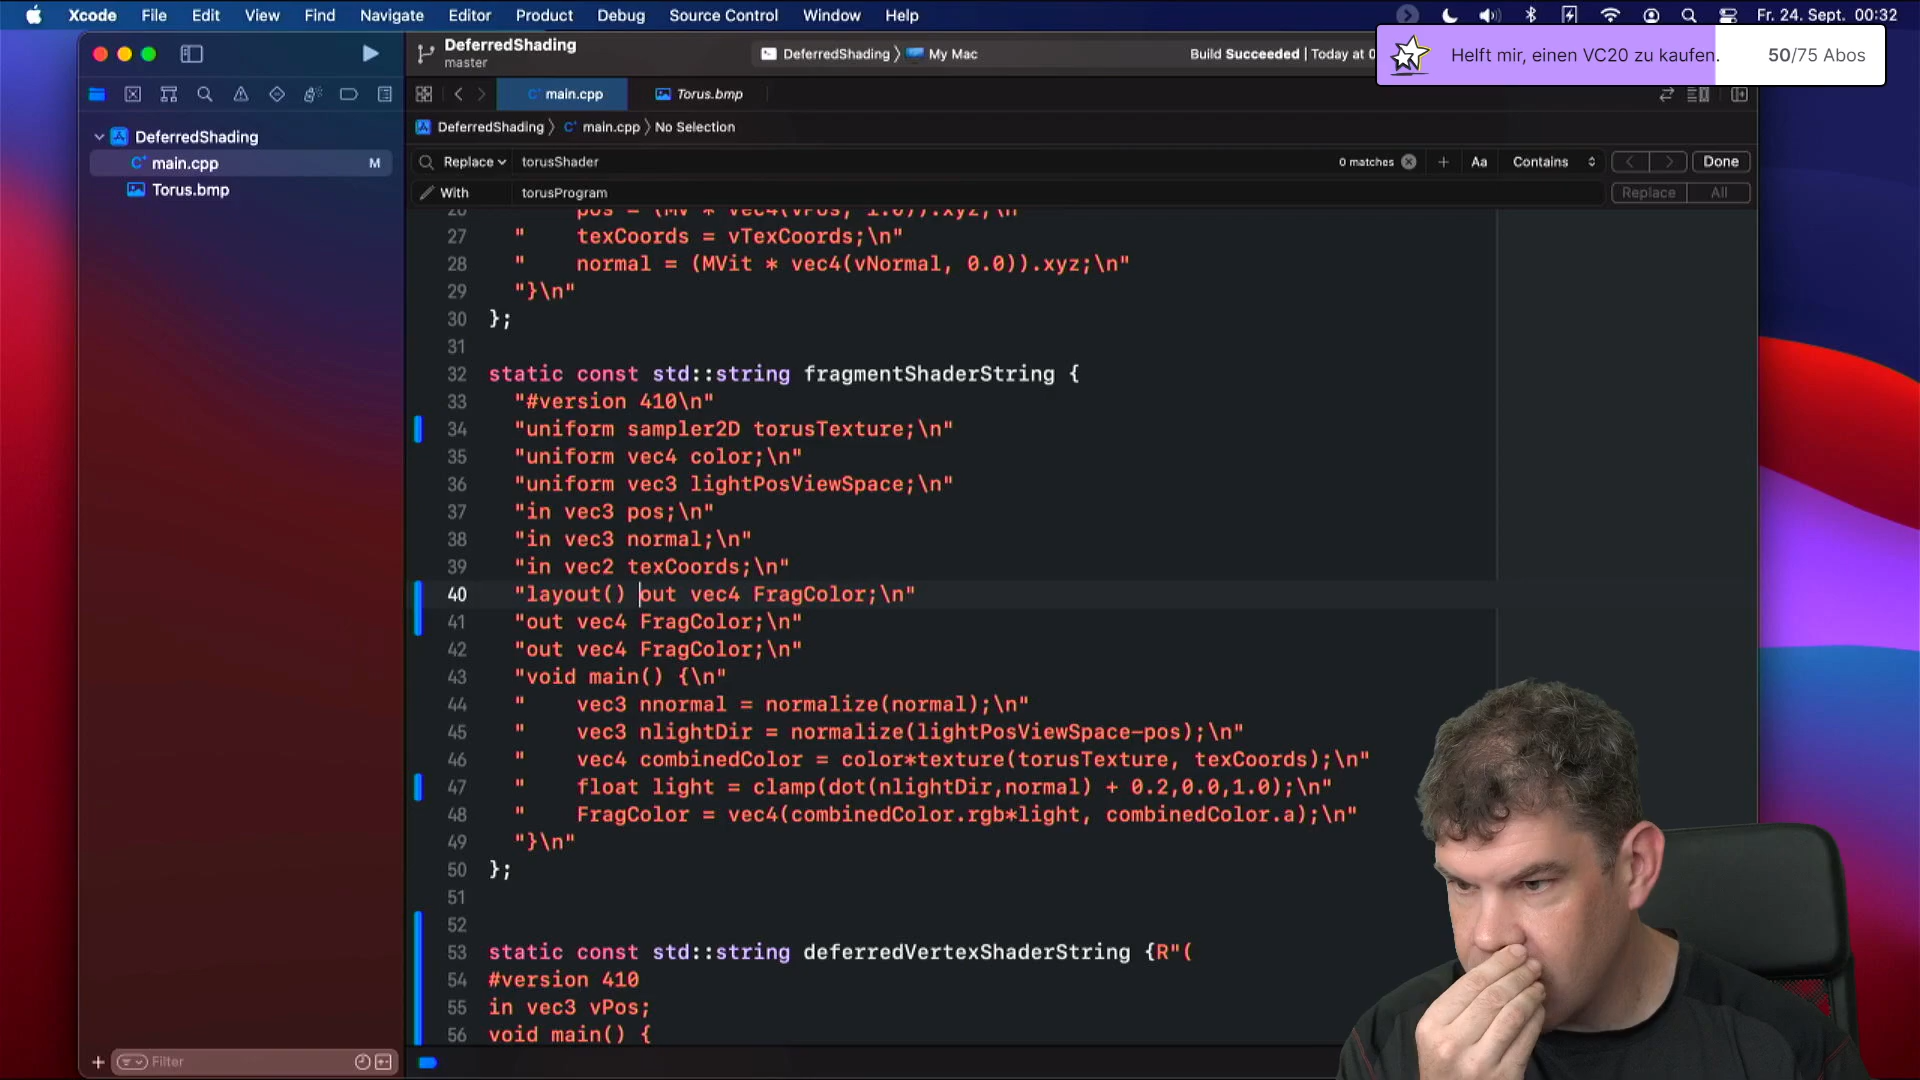 Xcode File Edit View Find Navigate Editor Product Debug Source Control Window Help Fr. 24. Sept. 00:32
DeferredShading
master
DeferredShading 〉 My Mac
Build Succeeded | Today at 0
Helft mir, einen VC20 zu kaufen. 50/75 Abos
main.cpp
Torus.bmp
DeferredShading
main.cpp M
Torus.bmp
DeferredShading 〉 main.cpp 〉 No Selection
Replace torusShader 0 matches Aa Contains Done
With torusProgram Replace All
26 pos = (MV * vec4(vPos, 1.0)).xyz;\n
27 " texCoords = vTexCoords;\n"
28 " normal = (MVit * vec4(vNormal, 0.0)).xyz;\n"
29 "}\n"
30 };
31
32 static const std::string fragmentShaderString {
33 "#version 410\n"
34 "uniform sampler2D torusTexture;\n"
35 "uniform vec4 color;\n"
36 "uniform vec3 lightPosViewSpace;\n"
37 "in vec3 pos;\n"
38 "in vec3 normal;\n"
39 "in vec2 texCoords;\n"
40 "layout() out vec4 FragColor;\n"
41 "out vec4 FragColor;\n"
42 "out vec4 FragColor;\n"
43 "void main() {\n"
44 " vec3 nnormal = normalize(normal);\n"
45 " vec3 nlightDir = normalize(lightPosViewSpace-pos);\n"
46 " vec4 combinedColor = color*texture(torusTexture, texCoords);\n"
47 " float light = clamp(dot(nlightDir,normal) + 0.2,0.0,1.0);\n"
48 " FragColor = vec4(combinedColor.rgb*light, combinedColor.a);\n"
49 "}\n"
50 };
51
52
53 static const std::string deferredVertexShaderString {R"(
54 #version 410
55 in vec3 vPos;
56 void main() {
Filter